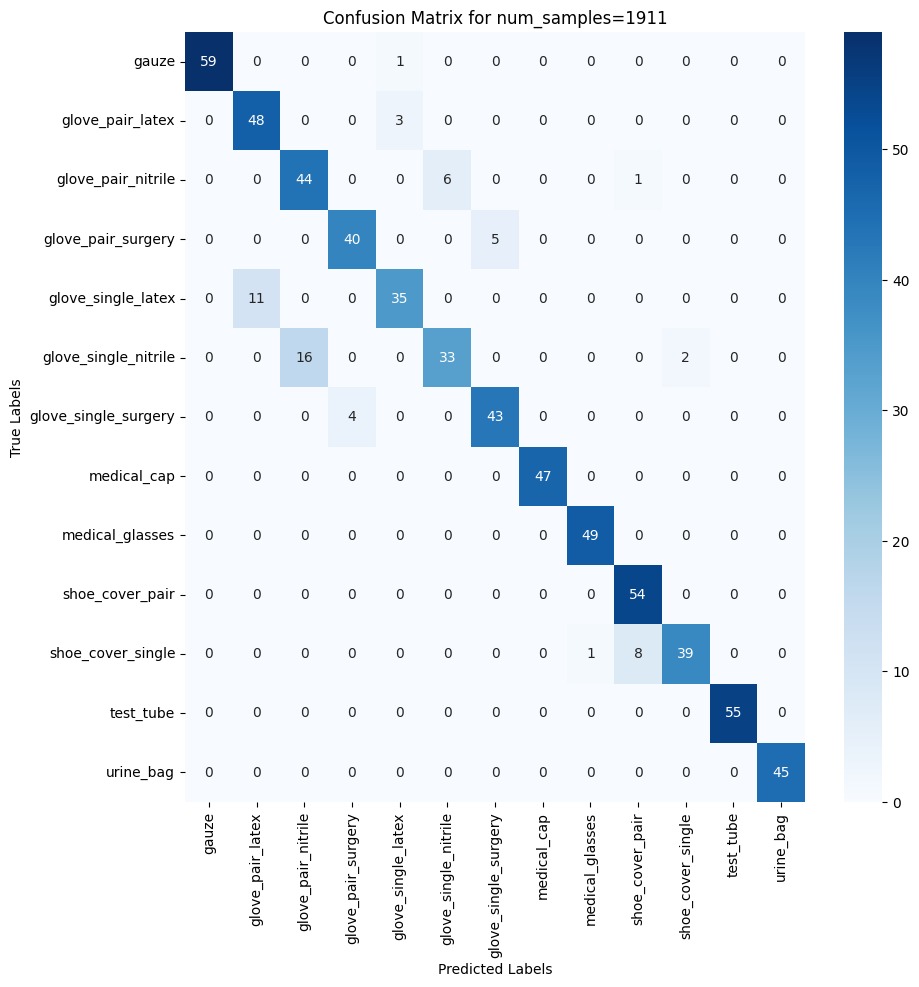 Confusion Matrix for num_samples=1911
True Labels
gauze 59 0 0 0 1 0 0 0 0 0 0 0 0
glove_pair_latex 0 48 0 0 3 0 0 0 0 0 0 0 0
glove_pair_nitrile 0 0 44 0 0 6 0 0 0 1 0 0 0
glove_pair_surgery 0 0 0 40 0 0 5 0 0 0 0 0 0
glove_single_latex 0 11 0 0 35 0 0 0 0 0 0 0 0
glove_single_nitrile 0 0 16 0 0 33 0 0 0 0 2 0 0
glove_single_surgery 0 0 0 4 0 0 43 0 0 0 0 0 0
medical_cap 0 0 0 0 0 0 0 47 0 0 0 0 0
medical_glasses 0 0 0 0 0 0 0 0 49 0 0 0 0
shoe_cover_pair 0 0 0 0 0 0 0 0 0 54 0 0 0
shoe_cover_single 0 0 0 0 0 0 0 0 1 8 39 0 0
test_tube 0 0 0 0 0 0 0 0 0 0 0 55 0
urine_bag 0 0 0 0 0 0 0 0 0 0 0 0 45
gauze
glove_pair_latex
glove_pair_nitrile
glove_pair_surgery
glove_single_latex
glove_single_nitrile
glove_single_surgery
medical_cap
medical_glasses
shoe_cover_pair
shoe_cover_single
test_tube
urine_bag
Predicted Labels
50
40
30
20
10
0